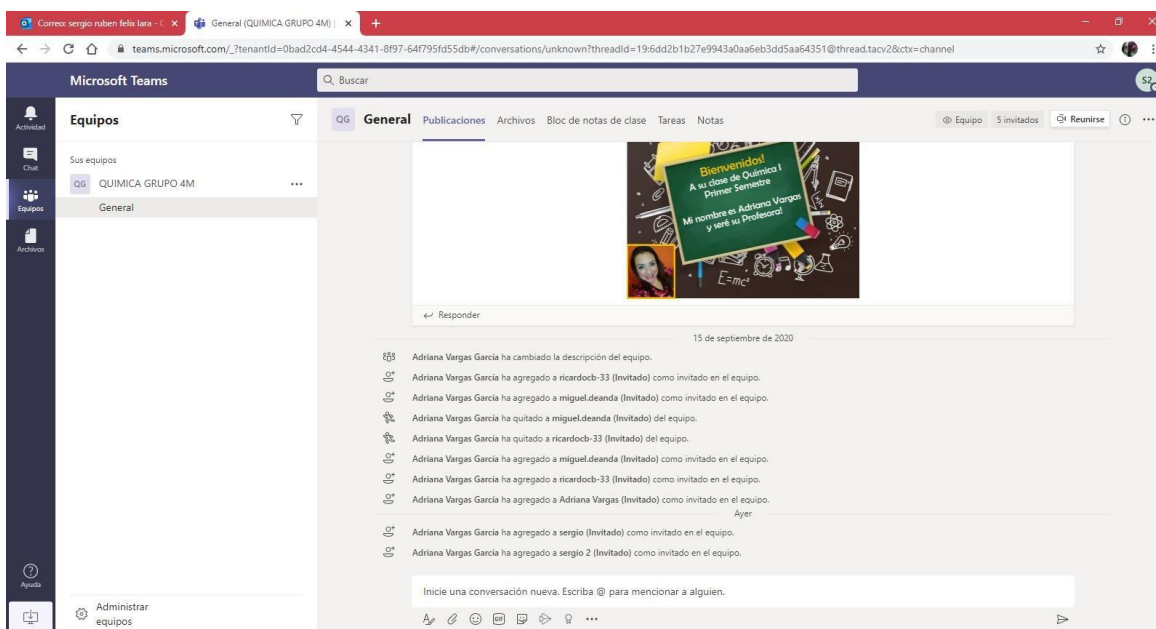 Correo: sergio ruben felix lara - O
General (QUIMICA GRUPO 4M) |
teams.microsoft.com/_?tenantId=0bad2cd4-4544-4341-8f97-64f795fd55db#/conversations/unknown?threadId=19:6dd2b1b27e9943a0aa6eb3dd5aa64351@thread.tacv2&ctx=channel
Microsoft Teams
Buscar
S2
Actividad
Chat
Equipos
Archivos
Ayuda
Equipos
Sus equipos
QG QUIMICA GRUPO 4M
General
Administrar
equipos
QG General Publicaciones Archivos Bloc de notas de clase Tareas Notas
Equipo 5 invitados Reunirse
Bienvenidos!
A su clase de Química I
Primer Semestre
Mi nombre es Adriana Vargas
y seré su Profesora!
E=mc²
Responder
15 de septiembre de 2020
Adriana Vargas García ha cambiado la descripción del equipo.
Adriana Vargas García ha agregado a ricardocb-33 (Invitado) como invitado en el equipo.
Adriana Vargas García ha agregado a miguel.deanda (Invitado) como invitado en el equipo.
Adriana Vargas García ha quitado a miguel.deanda (Invitado) del equipo.
Adriana Vargas García ha quitado a ricardocb-33 (Invitado) del equipo.
Adriana Vargas García ha agregado a miguel.deanda (Invitado) como invitado en el equipo.
Adriana Vargas García ha agregado a ricardocb-33 (Invitado) como invitado en el equipo.
Adriana Vargas García ha agregado a Adriana Vargas (Invitado) como invitado en el equipo.
Ayer
Adriana Vargas García ha agregado a sergio (Invitado) como invitado en el equipo.
Adriana Vargas García ha agregado a sergio 2 (Invitado) como invitado en el equipo.
Inicie una conversación nueva. Escriba @ para mencionar a alguien.
GIF